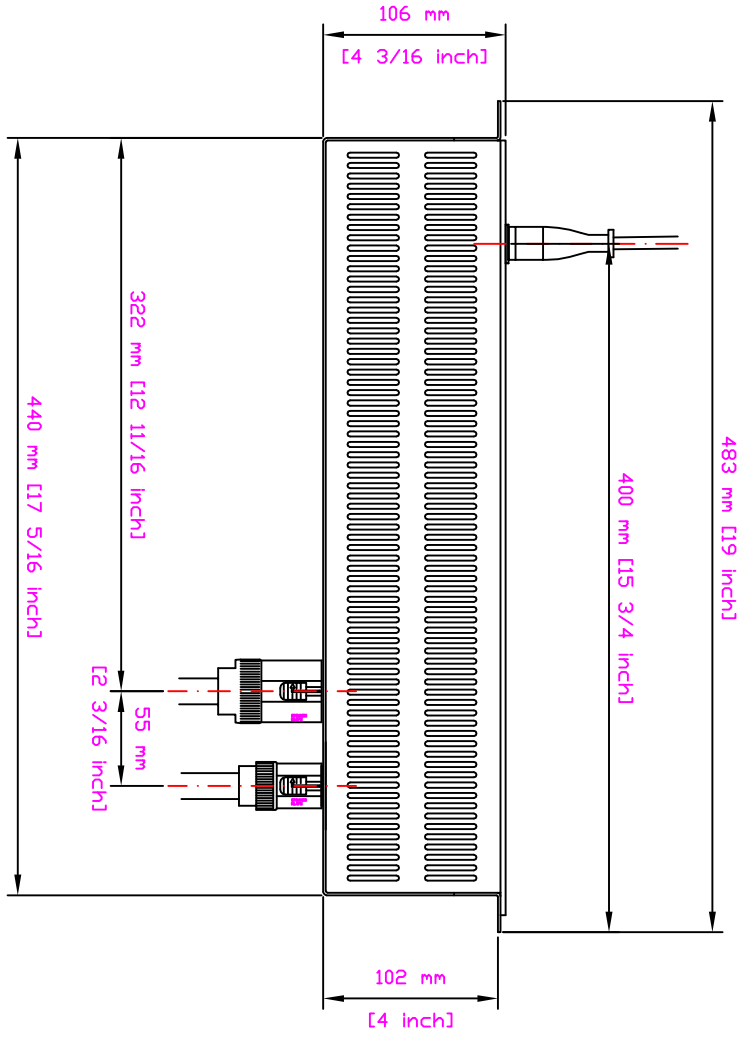 106 mm
[4 3/16 inch]
483 mm [19 inch]
400 mm [15 3/4 inch]
322 mm [12 11/16 inch]
440 mm [17 5/16 inch]
55 mm
[2 3/16 inch]
102 mm
[4 inch]